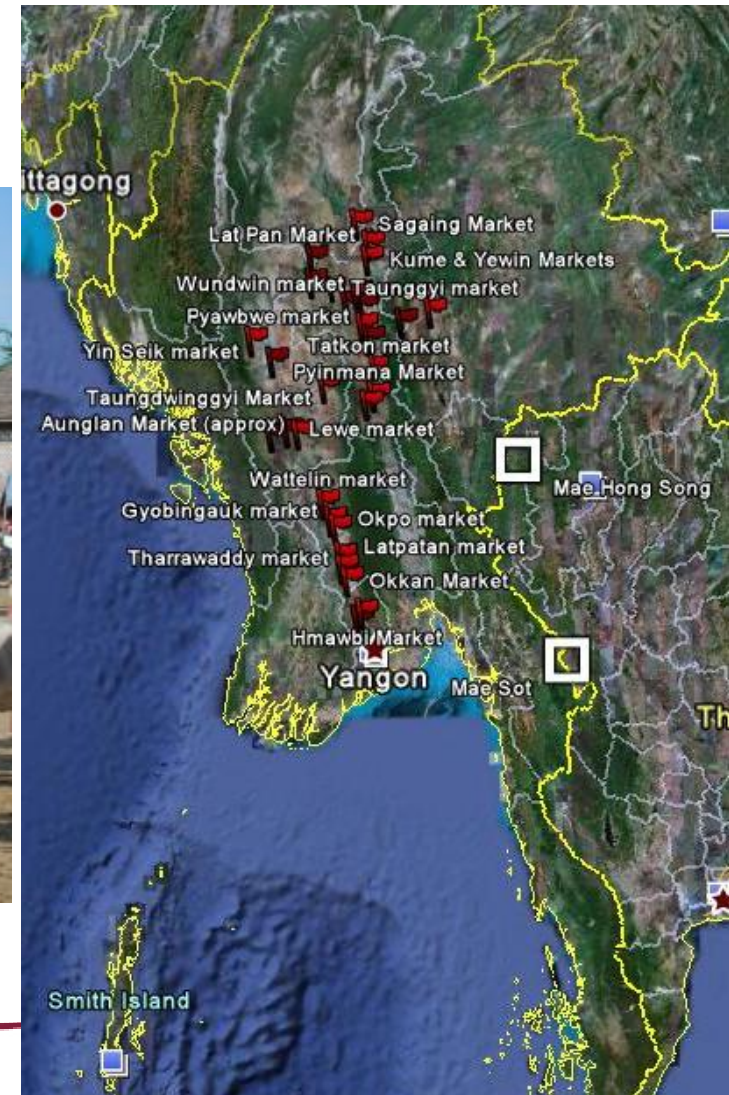 ittagong
Sagaing Market
Lat Pan Market
Kume & Yewin Markets
Wundwin market
Taunggyi market
Pyawbwe market
Tatkon market
Yin Seik market
Pyinmana Market
Taungdwinggyi Market
Aunglan Market (approx)
Lewe market
Wattelin market
Mae Hong Song
Gyobingauk market
Okpo market
Latpatan market
Tharrawaddy market
Okkan Market
Hmawbi Market
Yangon
Mae Sot
Th
Smith Island